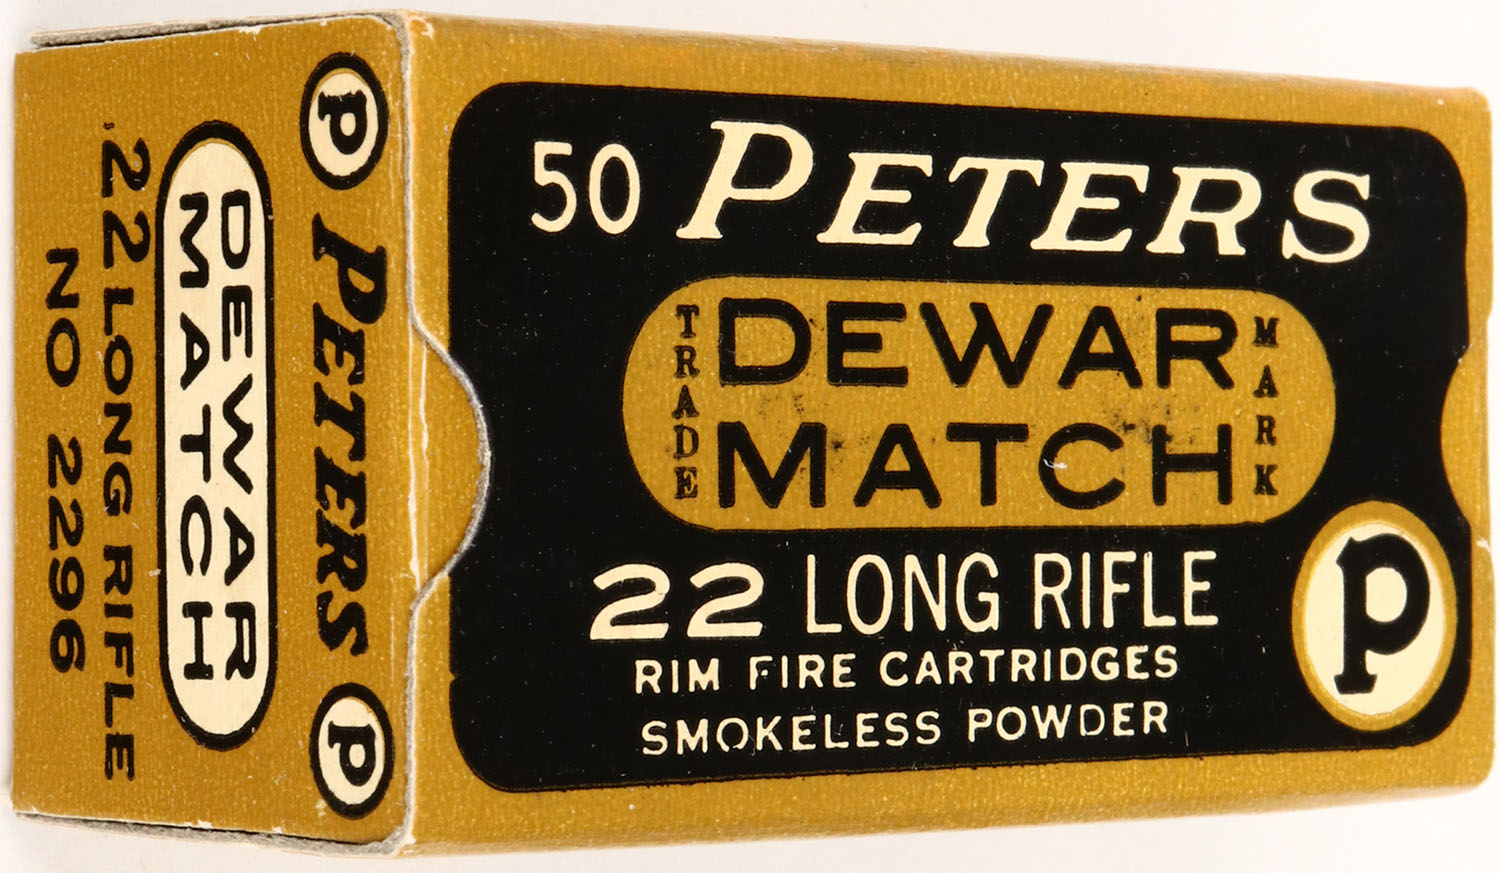 50 PETERS
TRADE DEWAR MARK
MATCH
22 LONG RIFLE
RIM FIRE CARTRIDGES
SMOKELESS POWDER
P
P PETERS P
DEWAR
MATCH
.22 LONG RIFLE
NO 2296